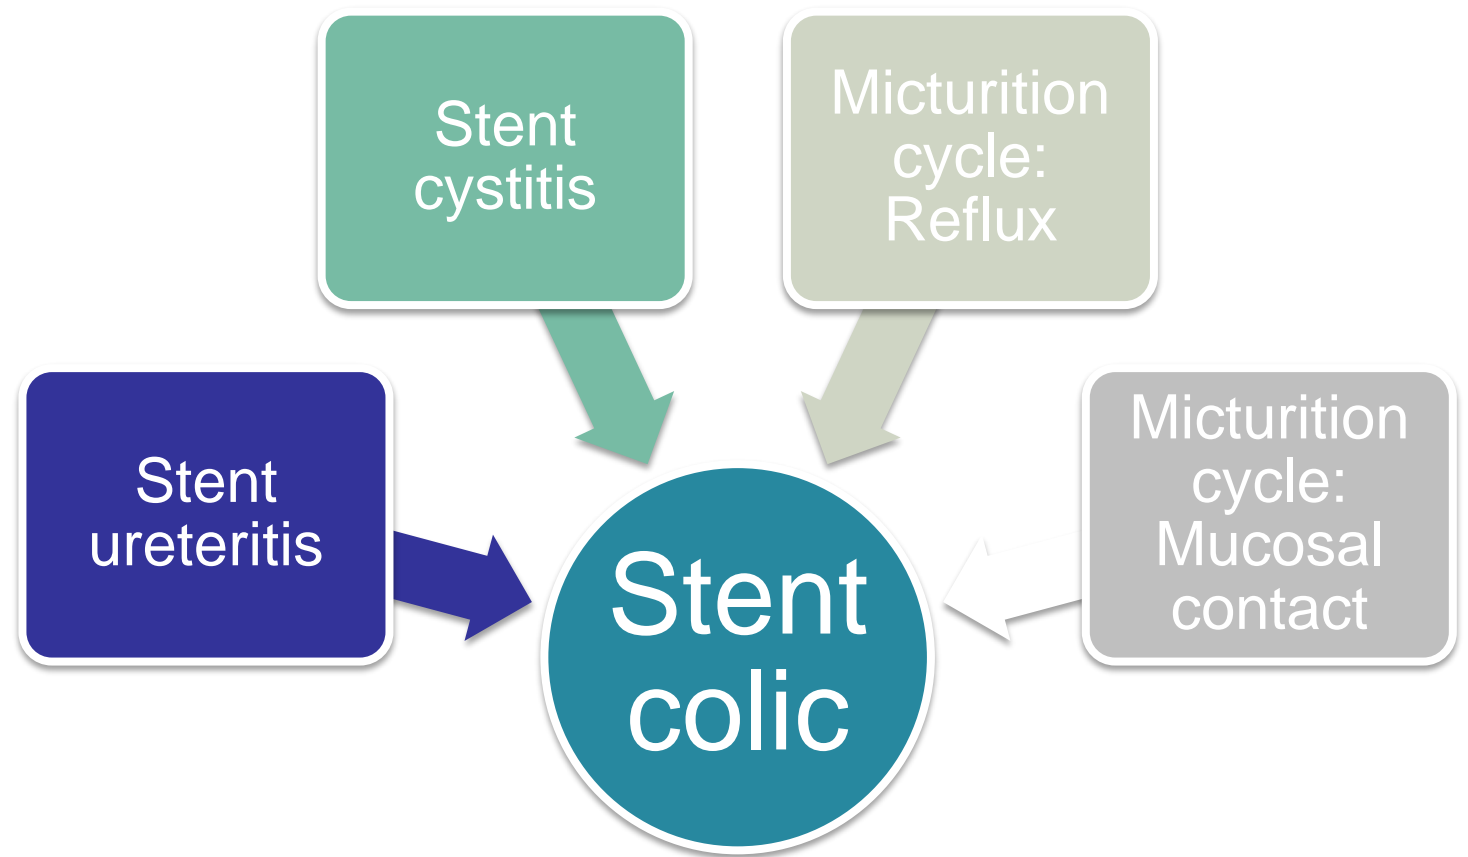 Stent
cystitis
Micturition
cycle:
Reflux
Stent
ureteritis
Micturition
cycle:
Mucosal
contact
Stent
colic